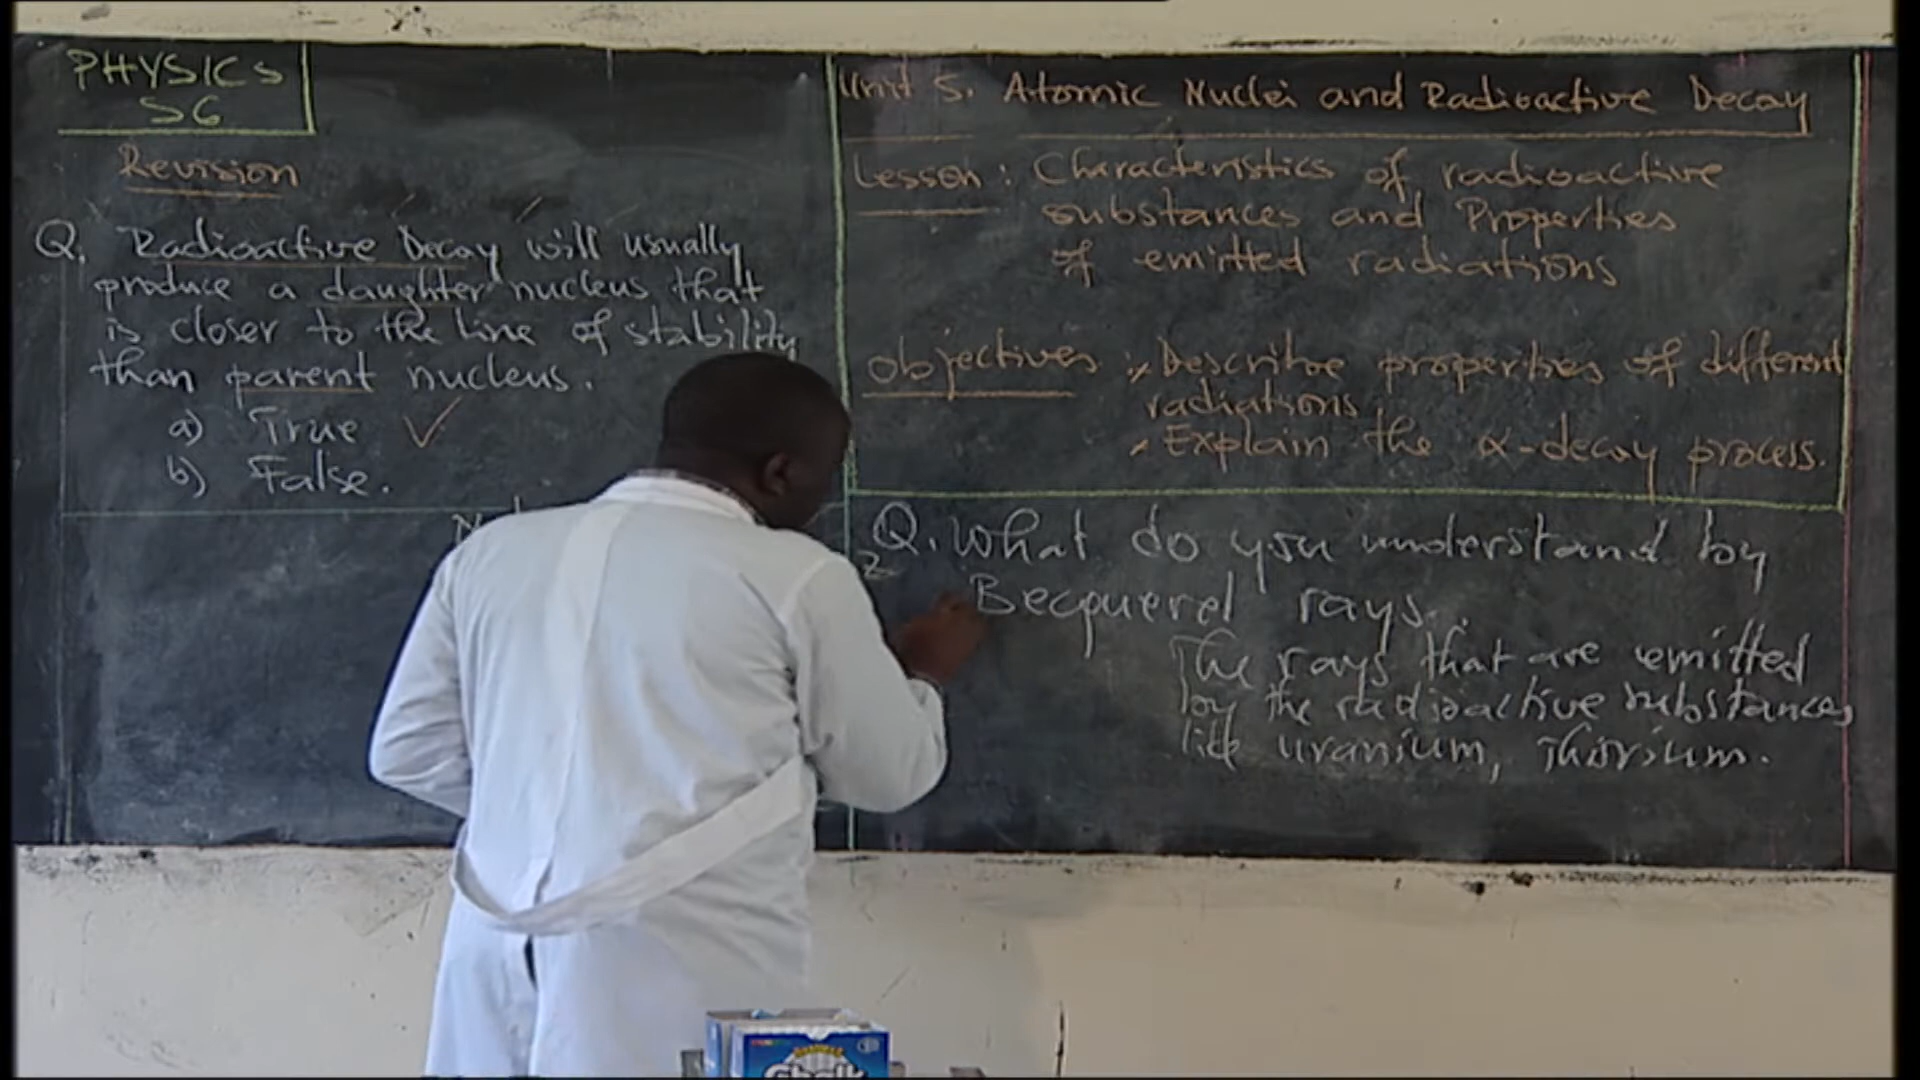 PHYSICS
S6
Revision
Q. Radioactive Decay will usually
produce a daughter nucleus that
is closer to the line of stability
than parent nucleus.
a) True ✓
b) False.
Unit 5. Atomic Nuclei and Radioactive Decay
Lesson: Characteristics of radioactive
substances and Properties
of emitted radiations
Objectives: * Describe properties of different
radiations
* Explain the α-decay process.
Q. What do you understand by
2
Becquerel rays.
The rays that are emitted
by the radioactive substances
like uranium, Thorium.
Chalk